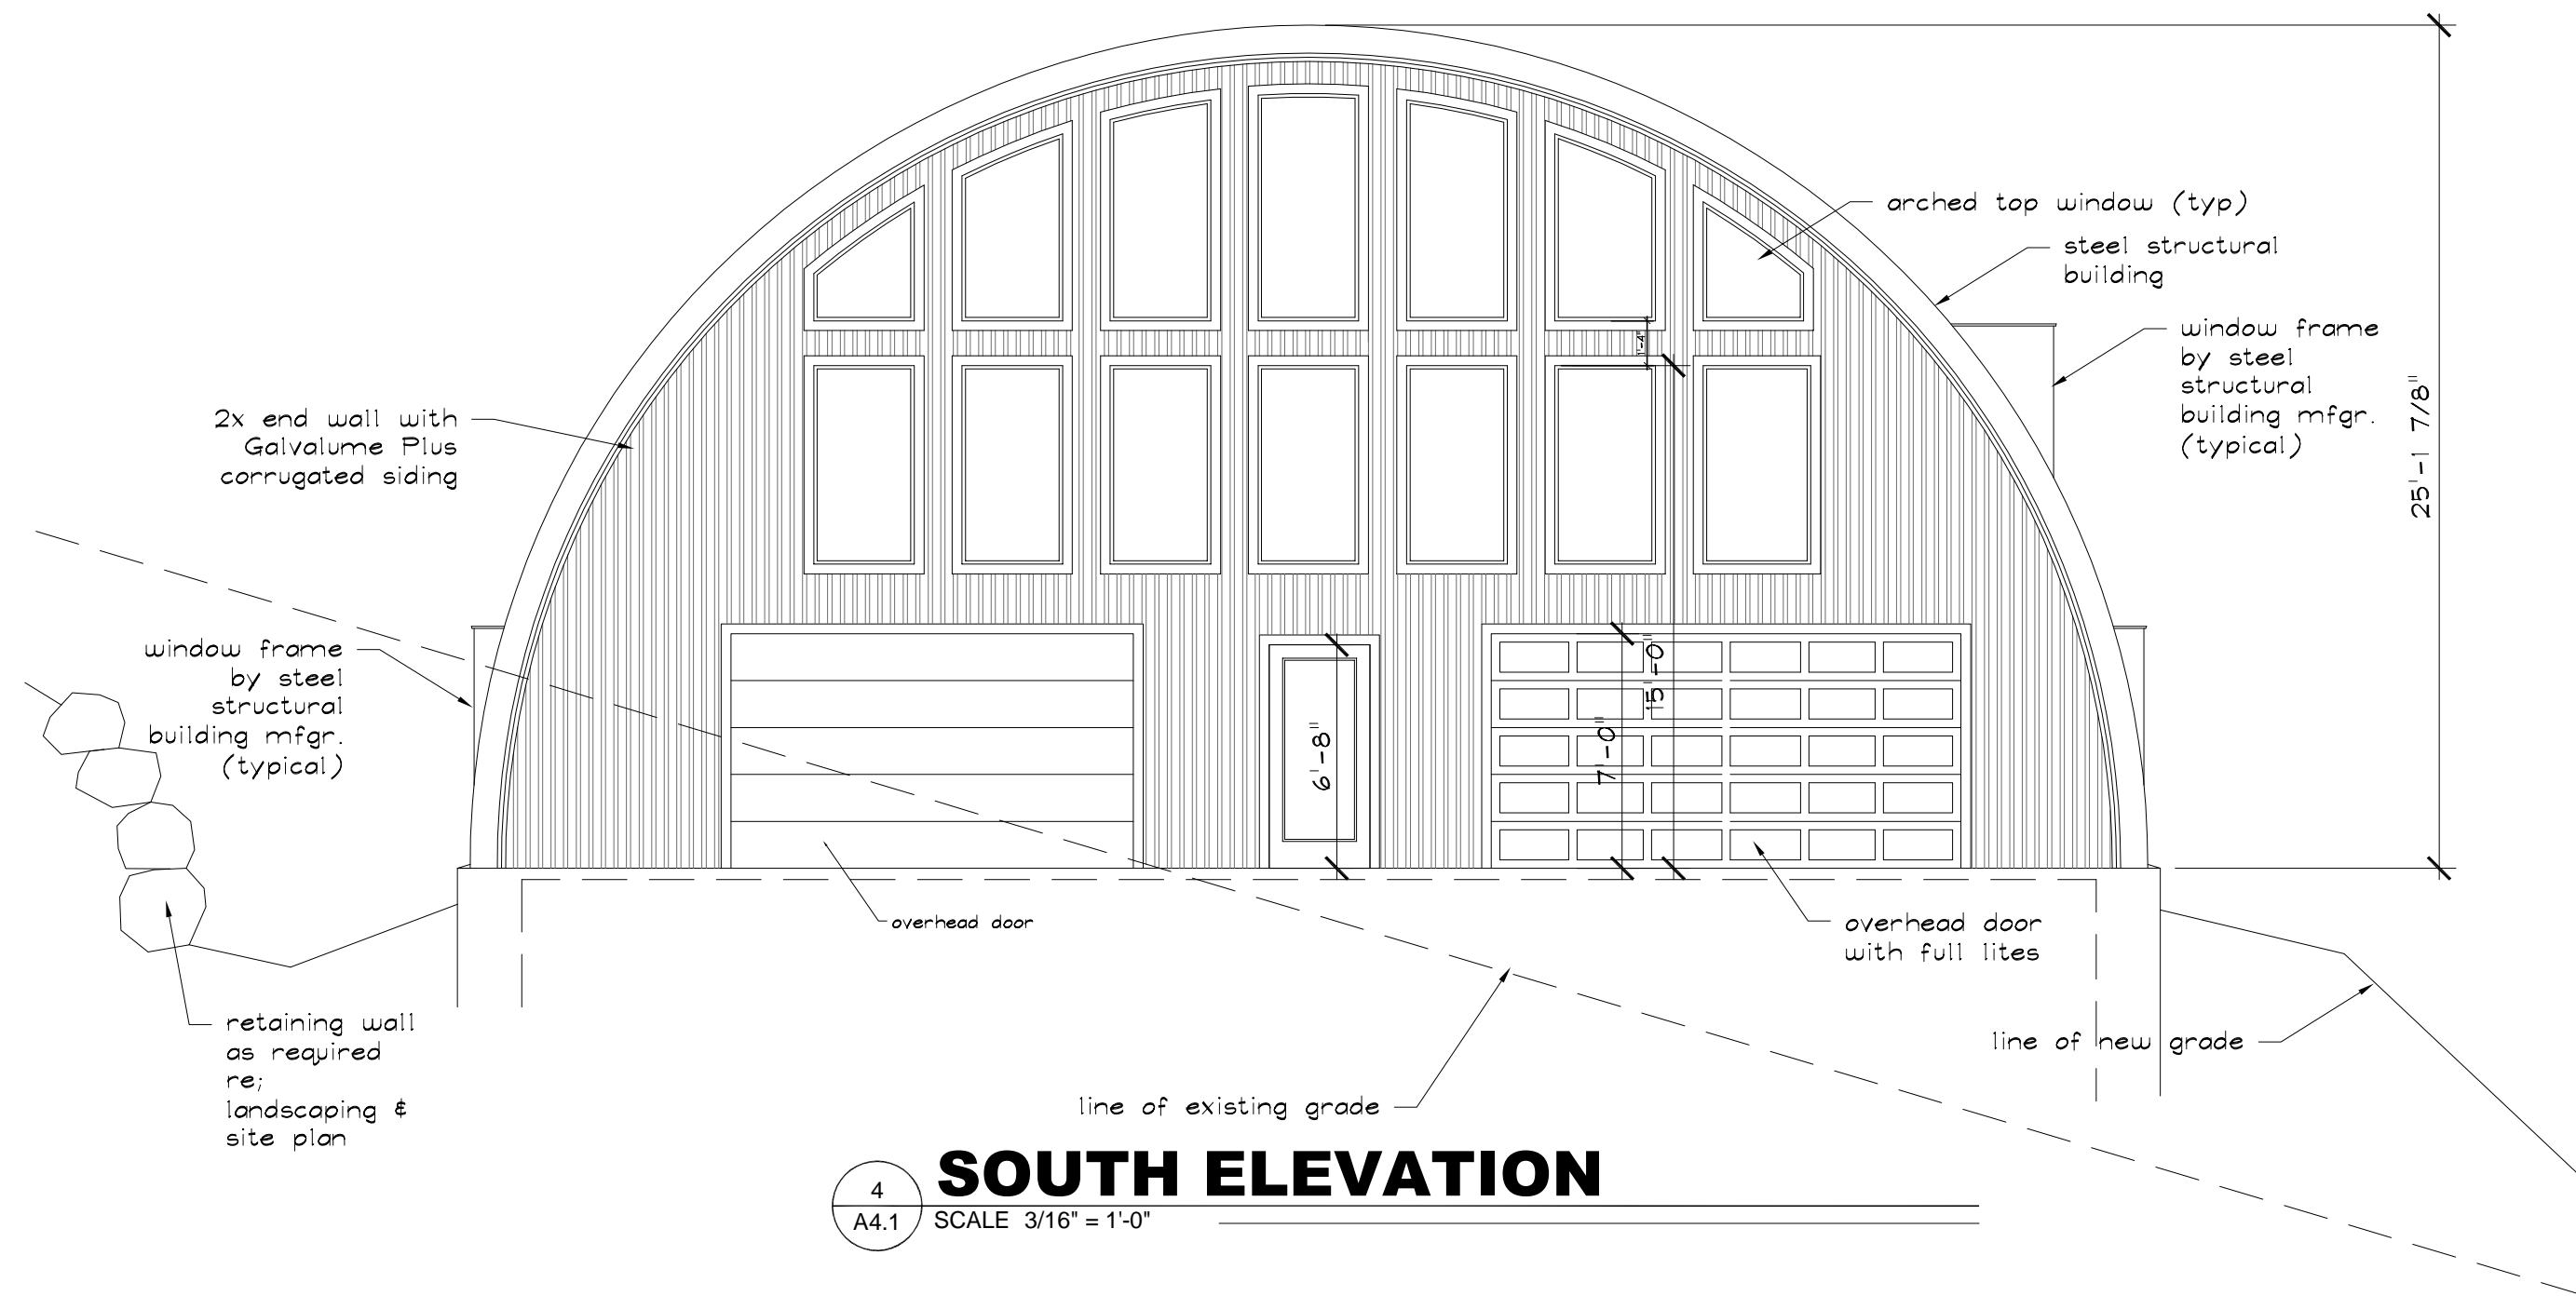 arched top window (typ)
steel structural
building
window frame
by steel
structural
building mfgr.
(typical)
25'-1 7/8"
1'-4"
2x end wall with
Galvalume Plus
corrugated siding
window frame
by steel
structural
building mfgr.
(typical)
6'-8"
7'-0"
15'-0"
overhead door
overhead door
with full lites
retaining wall
as required
re;
landscaping &
site plan
line of new grade
line of existing grade
4
A4.1
SOUTH ELEVATION
SCALE 3/16" = 1'-0"